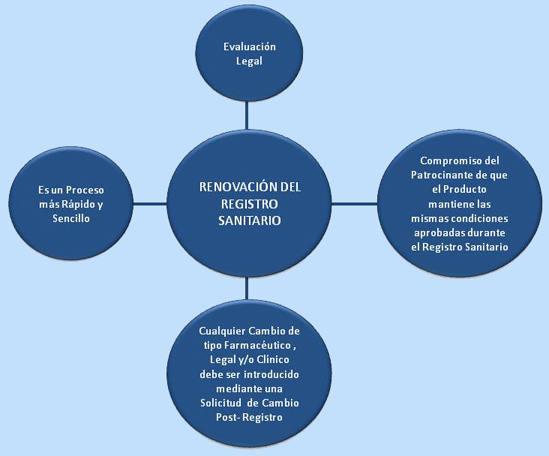 Evaluación
Legal
Es un Proceso
más Rápido y
Sencillo
RENOVACIÓN DEL
REGISTRO
SANITARIO
Compromiso del
Patrocinante de que
el Producto
mantiene las
mismas condiciones
aprobadas durante
el Registro Sanitario
Cualquier Cambio de
tipo Farmacéutico ,
Legal y/o Clínico
debe ser introducido
mediante una
Solicitud de Cambio
Post- Registro